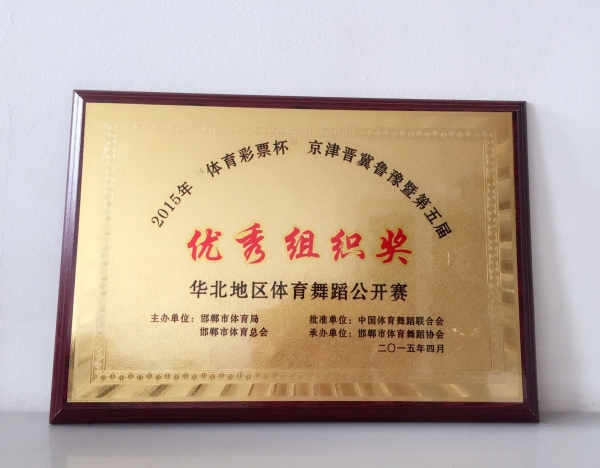 2015年 体育彩票杯 京津晋冀鲁豫暨第五届
优秀组织奖
华北地区体育舞蹈公开赛
主办单位：邯郸市体育局 批准单位：中国体育舞蹈联合会
邯郸市体育总会 承办单位：邯郸市体育舞蹈协会
二〇一五年四月